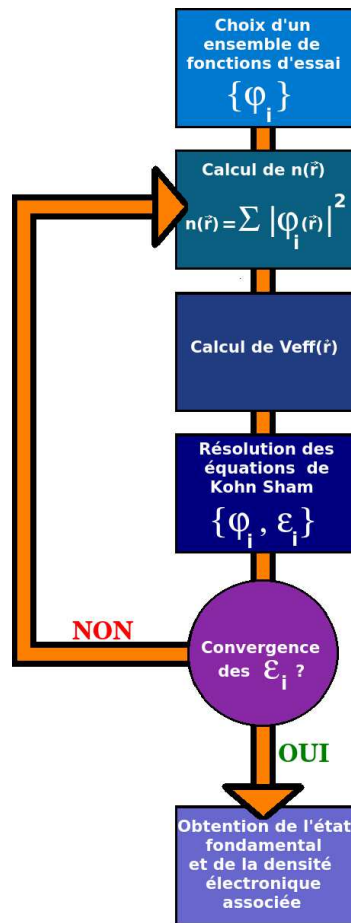 Choix d'un
ensemble de
fonctions d'essai
{φi}
Calcul de n(r⃗)
n(r⃗) = Σ |φi(r⃗)|²
Calcul de Veff(r⃗)
Résolution des
équations de
Kohn Sham
{φi , εi}
NON
Convergence
des εi ?
OUI
Obtention de l'état
fondamental
et de la densité
électronique
associée